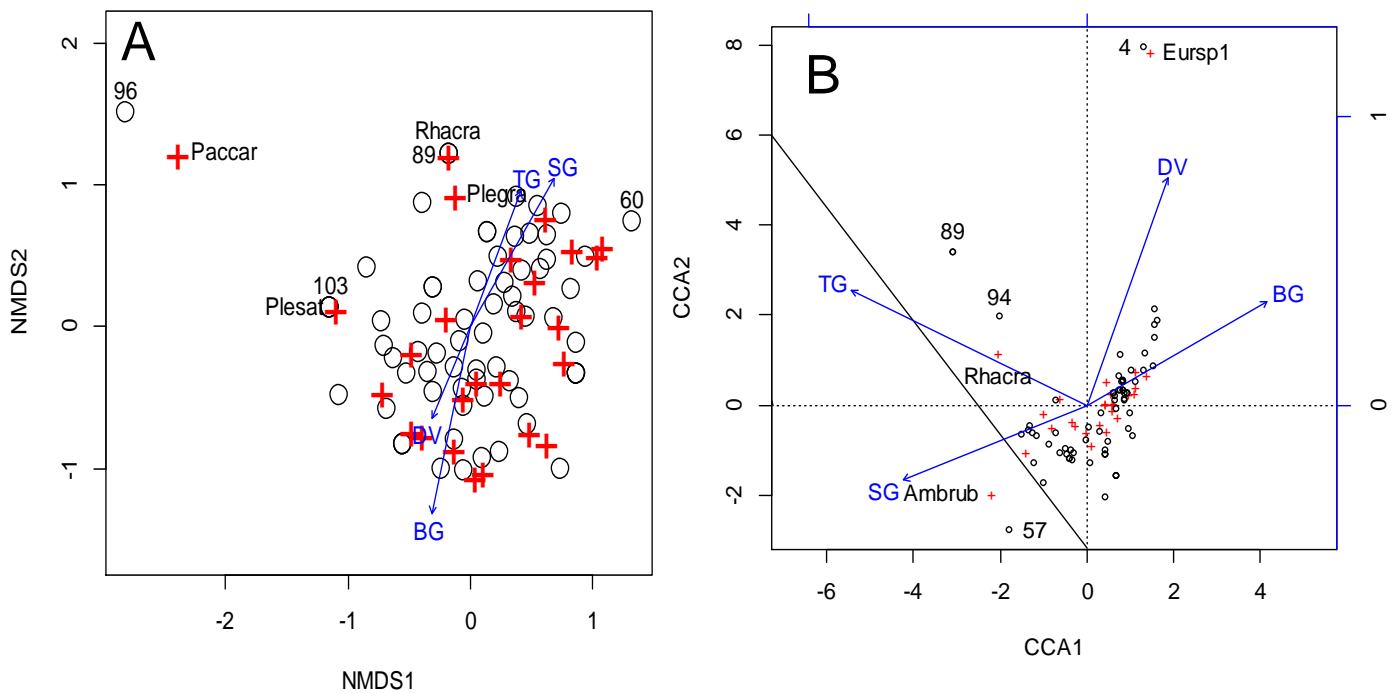 A
2
1
0
-1
NMDS2
96
Paccar
Rhacra
89
Plegra
TG
SG
60
103
Plesat
DV
BG
-2
-1
0
1
NMDS1
B
8
6
4
2
0
-2
CCA2
4
Eursp1
DV
89
TG
94
BG
Rhacra
SG
Ambrub
57
1
0
-6
-4
-2
0
2
4
CCA1